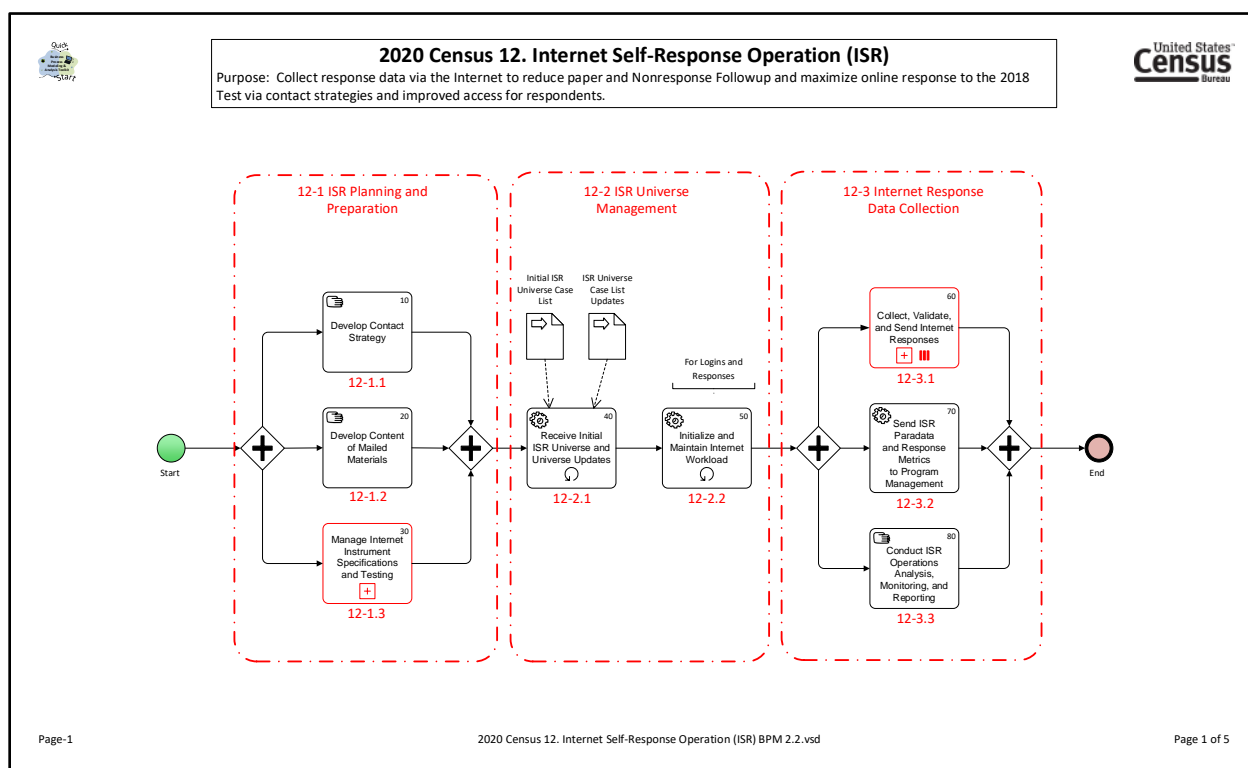 Quick
Start
2020 Census 12. Internet Self-Response Operation (ISR)
Purpose: Collect response data via the Internet to reduce paper and Nonresponse Followup and maximize online response to the 2018
Test via contact strategies and improved access for respondents.
United States™
Census
Bureau
12-1 ISR Planning and
Preparation
12-2 ISR Universe
Management
12-3 Internet Response
Data Collection
Initial ISR
Universe Case
List
ISR Universe
Case List
Updates
For Logins and
Responses
Start
10
Develop Contact
Strategy
12-1.1
20
Develop Content
of Mailed
Materials
12-1.2
30
Manage Internet
Instrument
Specifications
and Testing
12-1.3
40
Receive Initial
ISR Universe and
Universe Updates
12-2.1
50
Initialize and
Maintain Internet
Workload
12-2.2
60
Collect, Validate,
and Send Internet
Responses
12-3.1
70
Send ISR
Paradata
and Response
Metrics
to Program
Management
12-3.2
80
Conduct ISR
Operations
Analysis,
Monitoring, and
Reporting
12-3.3
End
Page-1
2020 Census 12. Internet Self-Response Operation (ISR) BPM 2.2.vsd
Page 1 of 5